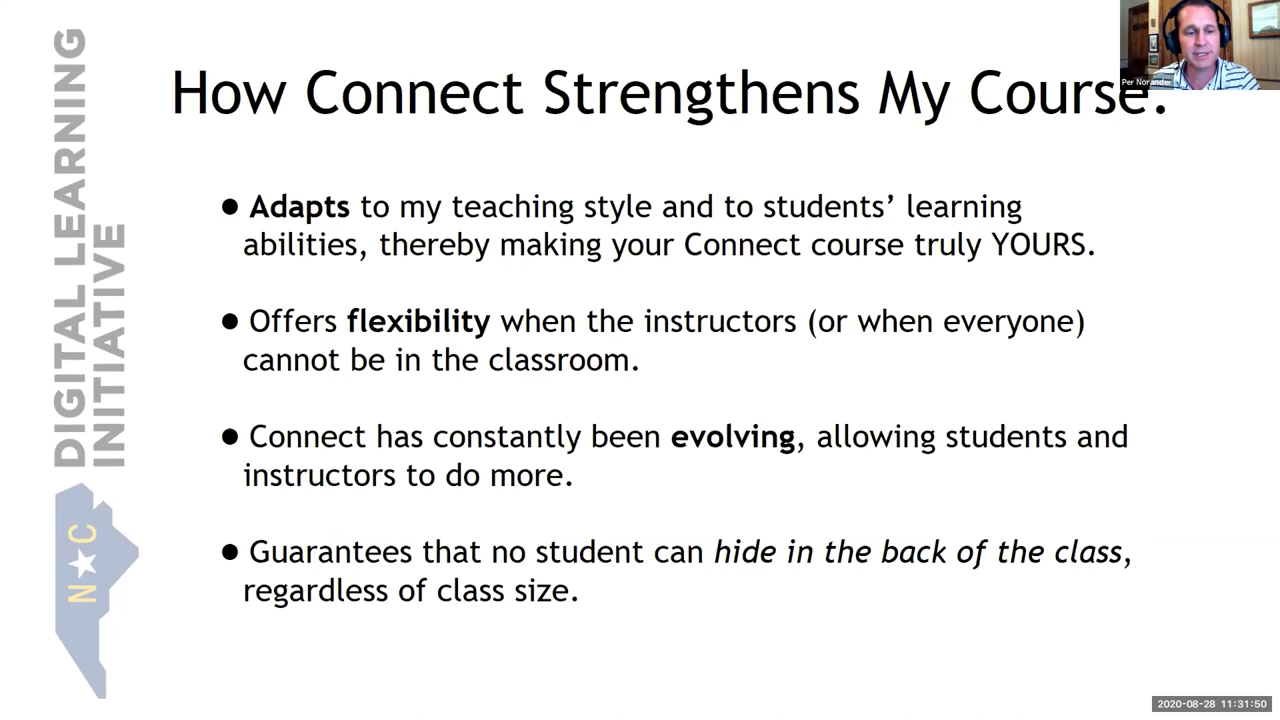 How Connect Strengthens My Course.
Per Norander
DIGITAL LEARNING
INITIATIVE
N C
● Adapts to my teaching style and to students’ learning
abilities, thereby making your Connect course truly YOURS.
● Offers flexibility when the instructors (or when everyone)
cannot be in the classroom.
● Connect has constantly been evolving, allowing students and
instructors to do more.
● Guarantees that no student can hide in the back of the class,
regardless of class size.
2020-08-28 11:31:50